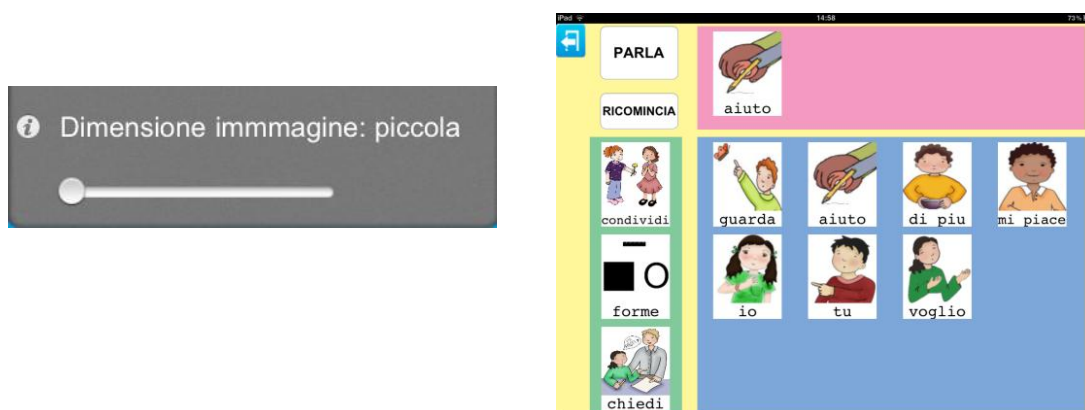 Dimensione immmagine: piccola
iPad 14:58 73%
PARLA
aiuto
RICOMINCIA
condividi
guarda aiuto di piu mi piace
forme
io tu voglio
chiedi